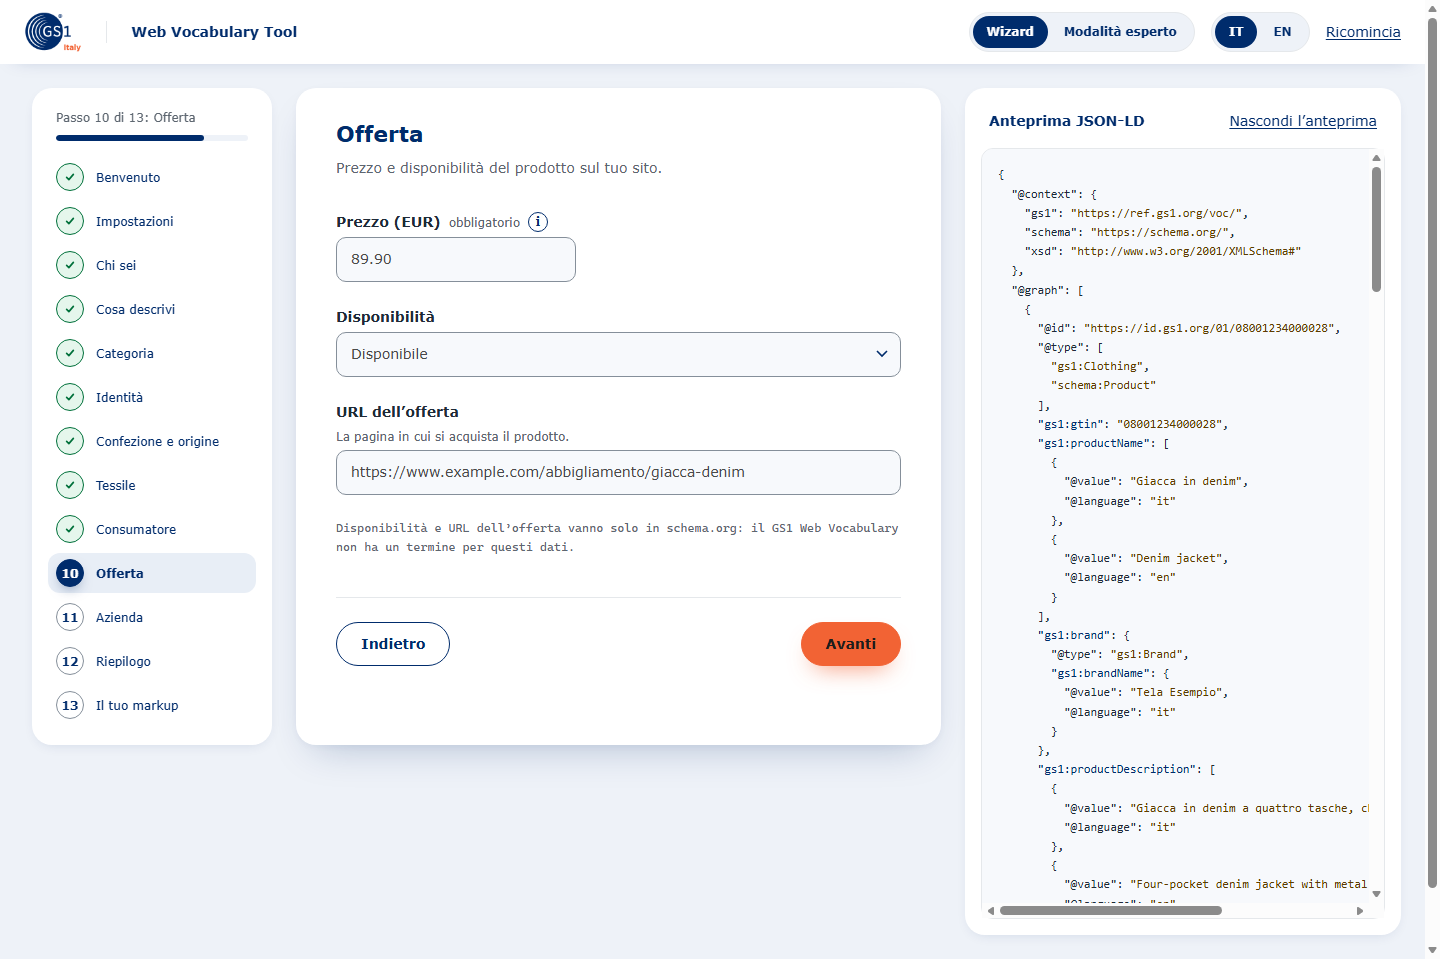 GS1
Italy
Web Vocabulary Tool
Wizard
Modalità esperto
IT
EN
Ricomincia
Passo 10 di 13: Offerta
Benvenuto
Impostazioni
Chi sei
Cosa descrivi
Categoria
Identità
Confezione e origine
Tessile
Consumatore
10 Offerta
11 Azienda
12 Riepilogo
13 Il tuo markup
Offerta
Prezzo e disponibilità del prodotto sul tuo sito.
Prezzo (EUR) obbligatorio i
89.90
Disponibilità
Disponibile
URL dell’offerta
La pagina in cui si acquista il prodotto.
https://www.example.com/abbigliamento/giacca-denim
Disponibilità e URL dell’offerta vanno solo in schema.org: il GS1 Web Vocabulary
non ha un termine per questi dati.
Indietro
Avanti
Anteprima JSON-LD
Nascondi l’anteprima
{
"@context": {
"gs1": "https://ref.gs1.org/voc/",
"schema": "https://schema.org/",
"xsd": "http://www.w3.org/2001/XMLSchema#"
},
"@graph": [
{
"@id": "https://id.gs1.org/01/08001234000028",
"@type": [
"gs1:Clothing",
"schema:Product"
],
"gs1:gtin": "08001234000028",
"gs1:productName": [
{
"@value": "Giacca in denim",
"@language": "it"
},
{
"@value": "Denim jacket",
"@language": "en"
}
],
"gs1:brand": {
"@type": "gs1:Brand",
"gs1:brandName": {
"@value": "Tela Esempio",
"@language": "it"
}
},
"gs1:productDescription": [
{
"@value": "Giacca in denim a quattro tasche,
"@language": "it"
},
{
"@value": "Four-pocket denim jacket with metal